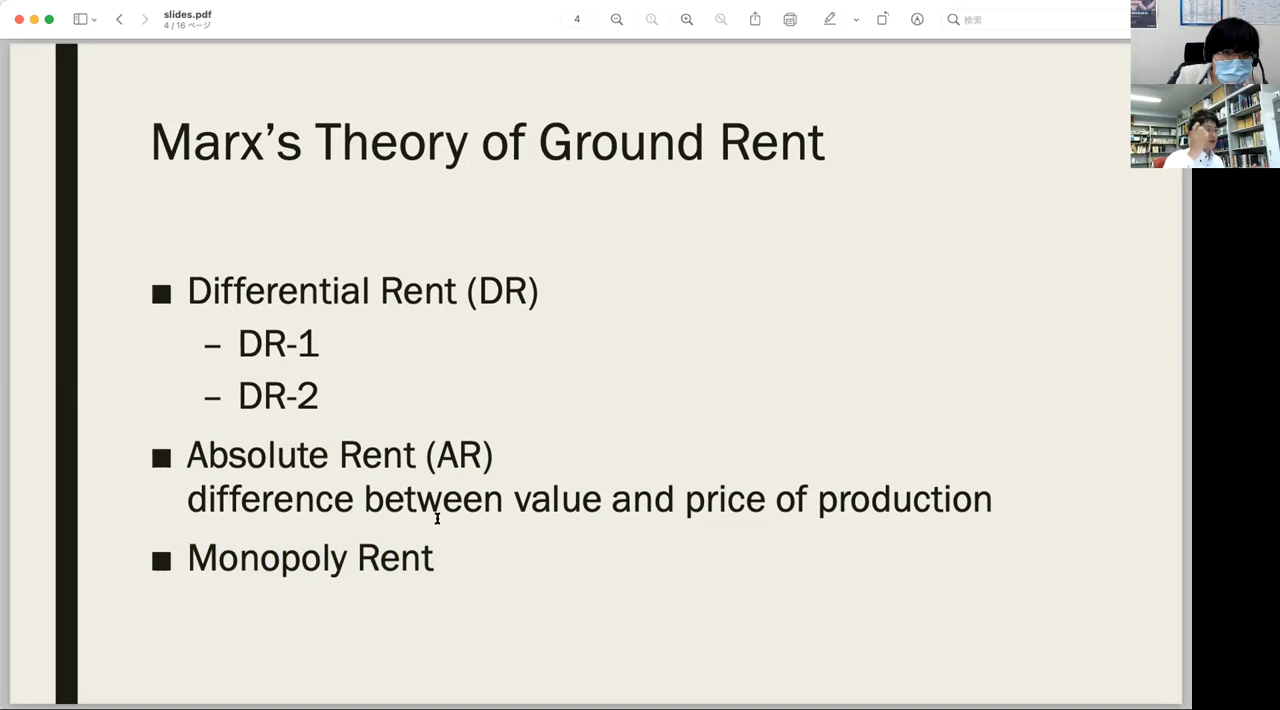 slides.pdf
4 / 16 ページ
4
検索
Marx's Theory of Ground Rent
■ Differential Rent (DR)
– DR-1
– DR-2
■ Absolute Rent (AR)
difference between value and price of production
■ Monopoly Rent